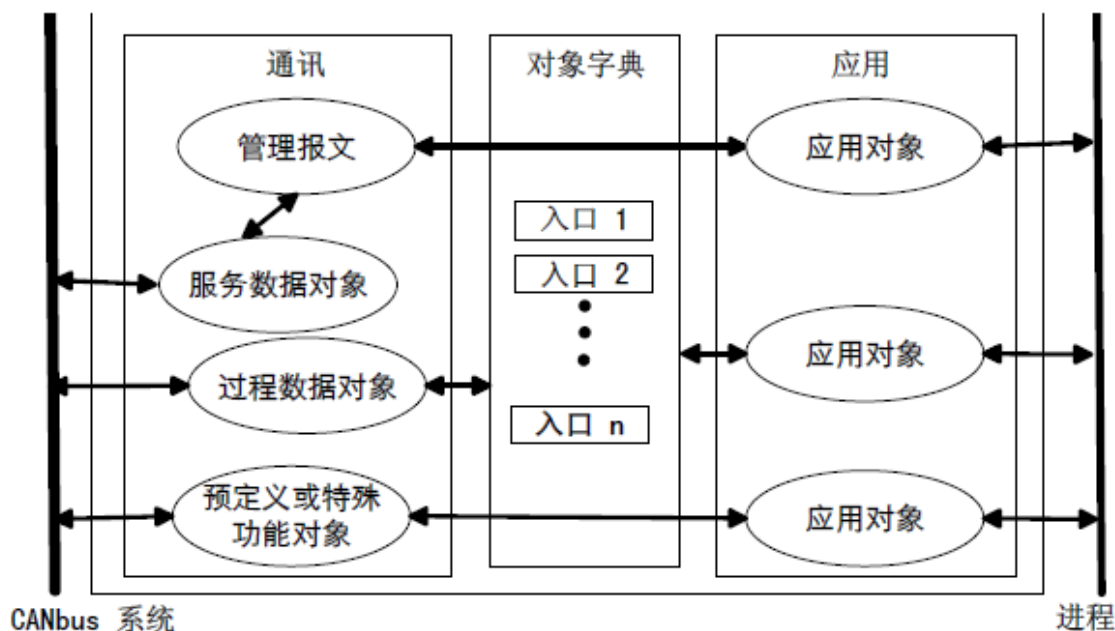 通讯
对象字典
应用
管理报文
应用对象
入口 1
入口 2
服务数据对象
应用对象
过程数据对象
入口 n
预定义或特殊
功能对象
应用对象
CANbus 系统
进程